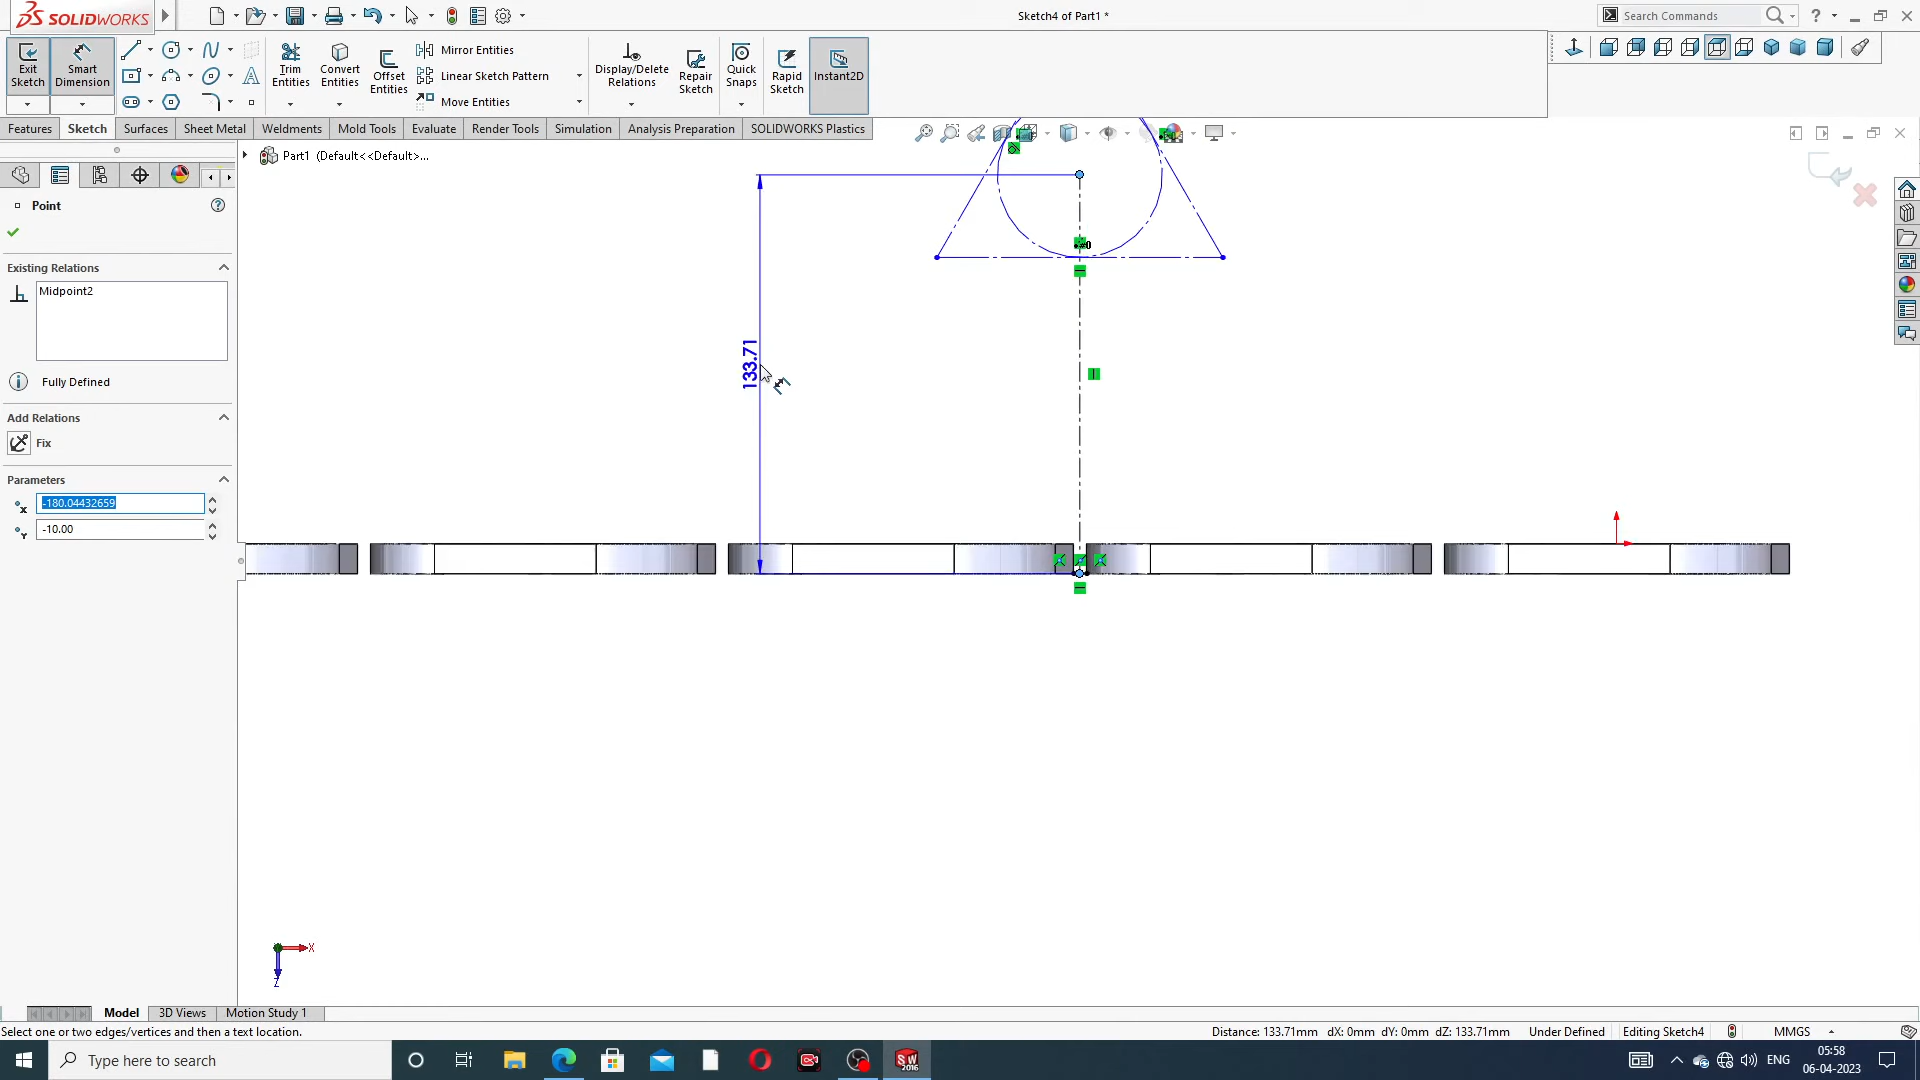 SOLIDWORKS
Sketch4 of Part1 *
Search Commands
Exit Sketch
Smart Dimension
Trim Entities
Convert Entities
Offset Entities
Mirror Entities
Linear Sketch Pattern
Move Entities
Display/Delete Relations
Repair Sketch
Quick Snaps
Rapid Sketch
Instant2D
Features
Sketch
Surfaces
Sheet Metal
Weldments
Mold Tools
Evaluate
Render Tools
Simulation
Analysis Preparation
SOLIDWORKS Plastics
Part1 (Default<<Default>...
Point
Existing Relations
Midpoint2
Fully Defined
Add Relations
Fix
Parameters
-180.04432659
-10.00
133.71
X
Z
Model
3D Views
Motion Study 1
Select one or two edges/vertices and then a text location.
Distance: 133.71mm dX: 0mm dY: 0mm dZ: 133.71mm
Under Defined
Editing Sketch4
MMGS
Type here to search
SW
2016
ENG
05:58
06-04-2023